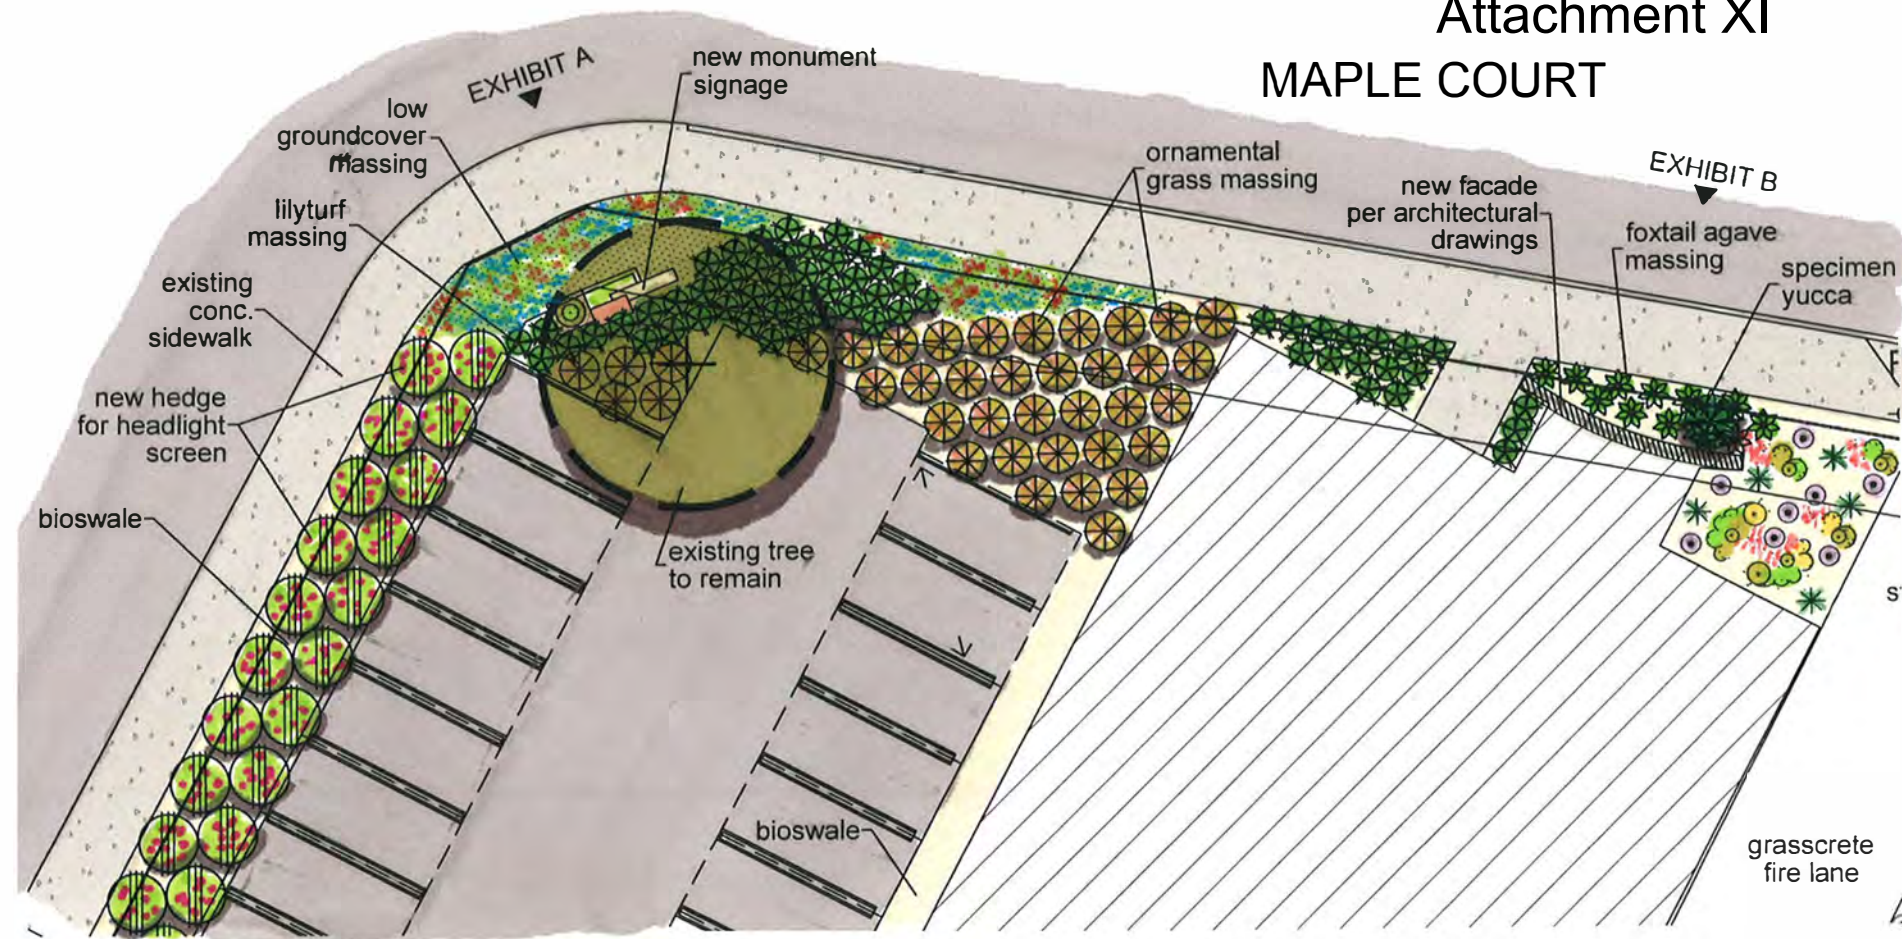 Attachment XI
MAPLE COURT
EXHIBIT A
new monument
signage
low
groundcover
massing
ornamental
grass massing
EXHIBIT B
new facade
per architectural
drawings
foxtail agave
massing
specimen
yucca
lilyturf
massing
existing
conc.
sidewalk
new hedge
for headlight
screen
bioswale
existing tree
to remain
bioswale
grasscrete
fire lane